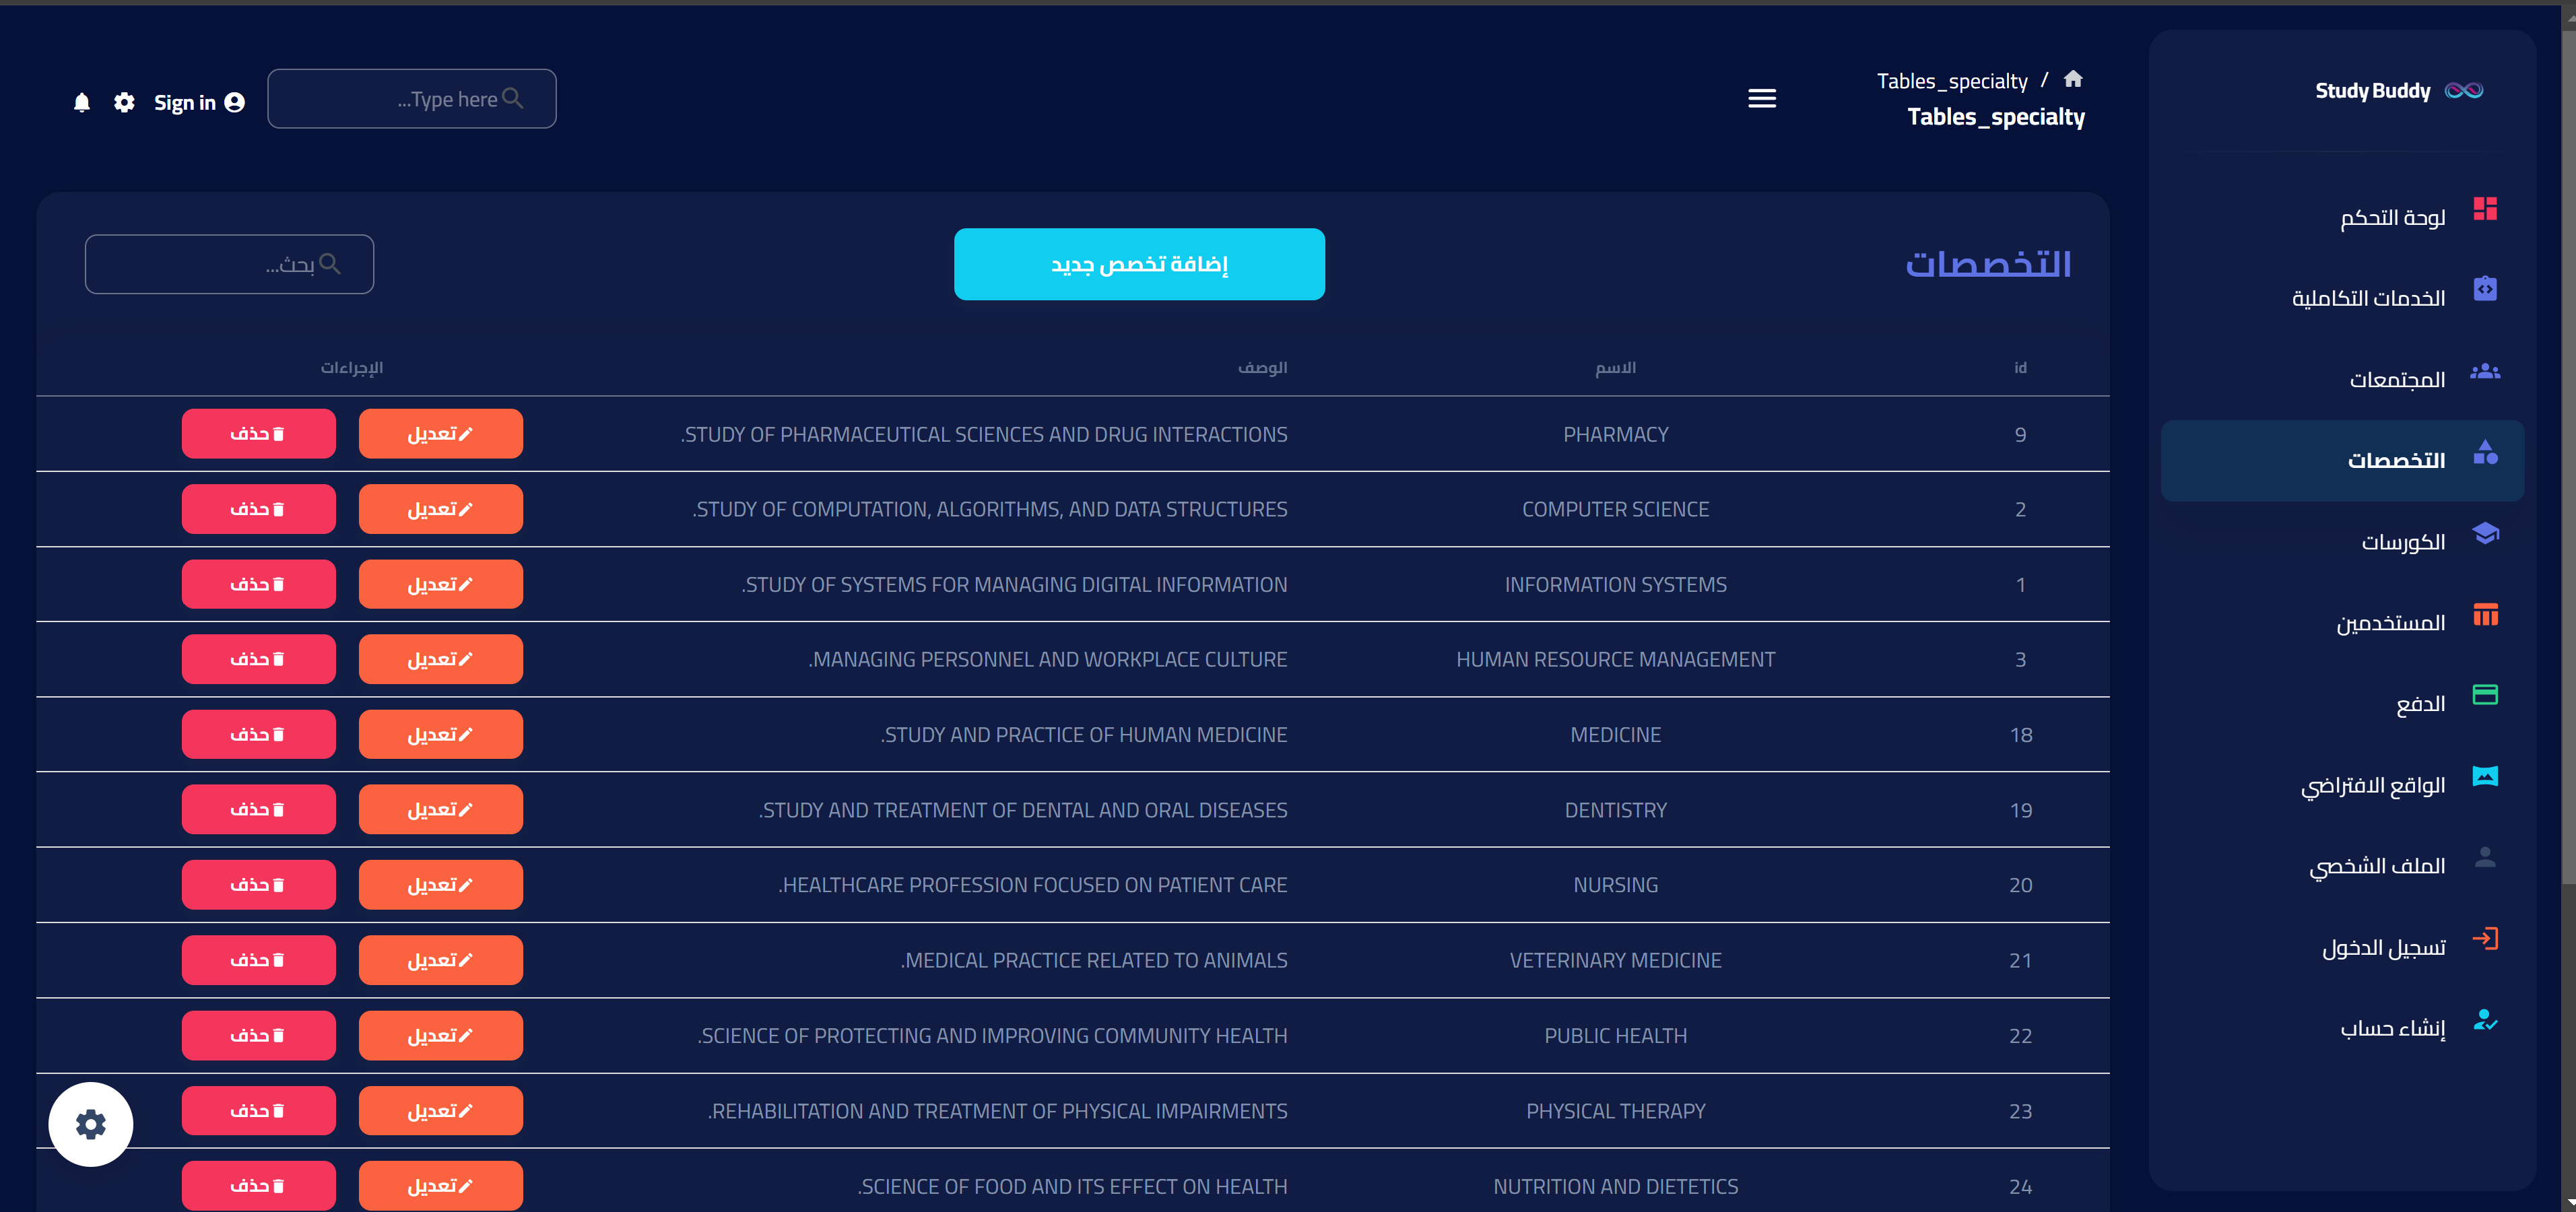 Study Buddy
لوحة التحكم
الخدمات التكاملية
المجتمعات
التخصصات
الكورسات
المستخدمين
الدفع
الواقع الافتراضي
الملف الشخصي
تسجيل الدخول
إنشاء حساب
/ Tables_specialty
Tables_specialty
Type here...
Sign in
التخصصات
إضافة تخصص جديد
بحث...
id الاسم الوصف الإجراءات
9 PHARMACY STUDY OF PHARMACEUTICAL SCIENCES AND DRUG INTERACTIONS. تعديل حذف
2 COMPUTER SCIENCE STUDY OF COMPUTATION, ALGORITHMS, AND DATA STRUCTURES. تعديل حذف
1 INFORMATION SYSTEMS STUDY OF SYSTEMS FOR MANAGING DIGITAL INFORMATION. تعديل حذف
3 HUMAN RESOURCE MANAGEMENT MANAGING PERSONNEL AND WORKPLACE CULTURE. تعديل حذف
18 MEDICINE STUDY AND PRACTICE OF HUMAN MEDICINE. تعديل حذف
19 DENTISTRY STUDY AND TREATMENT OF DENTAL AND ORAL DISEASES. تعديل حذف
20 NURSING HEALTHCARE PROFESSION FOCUSED ON PATIENT CARE. تعديل حذف
21 VETERINARY MEDICINE MEDICAL PRACTICE RELATED TO ANIMALS. تعديل حذف
22 PUBLIC HEALTH SCIENCE OF PROTECTING AND IMPROVING COMMUNITY HEALTH. تعديل حذف
23 PHYSICAL THERAPY REHABILITATION AND TREATMENT OF PHYSICAL IMPAIRMENTS. تعديل حذف
24 NUTRITION AND DIETETICS SCIENCE OF FOOD AND ITS EFFECT ON HEALTH. تعديل حذف